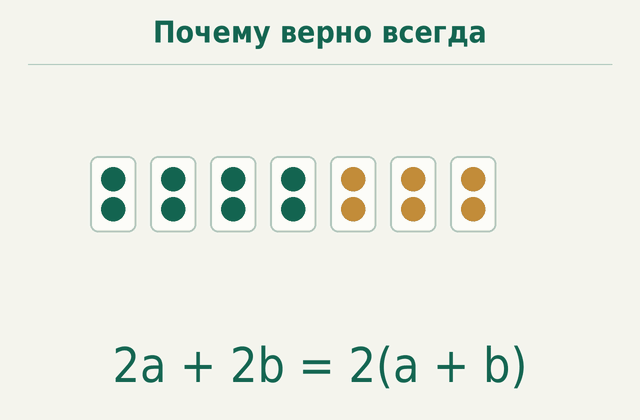 Почему верно всегда
2a + 2b = 2(a + b)